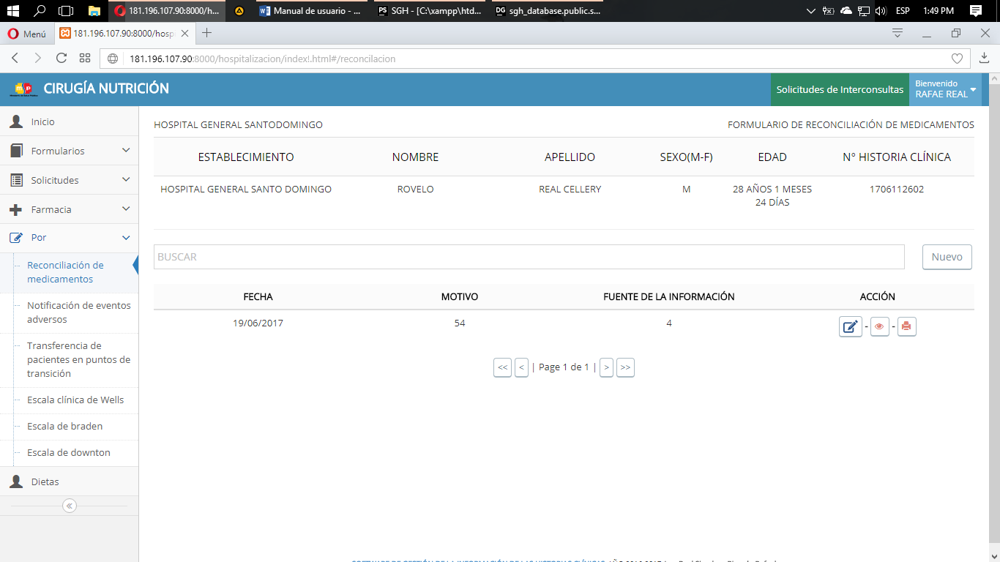 181.196.107.90:8000/h...
Manual de usuario - ...
SGH - [C:\xampp\htd...
sgh_database.public.s...
ESP
1:49 PM
Menú
181.196.107.90:8000/hosp
181.196.107.90:8000/hospitalizacion/index!.html#/reconcilacion
CIRUGÍA NUTRICIÓN
Solicitudes de Interconsultas
Bienvenido
RAFAE REAL
Inicio
Formularios
Solicitudes
Farmacia
Por
Reconciliación de
medicamentos
Notificación de eventos
adversos
Transferencia de
pacientes en puntos de
transición
Escala clínica de Wells
Escala de braden
Escala de downton
Dietas
HOSPITAL GENERAL SANTODOMINGO
FORMULARIO DE RECONCILIACIÓN DE MEDICAMENTOS
ESTABLECIMIENTO NOMBRE APELLIDO SEXO(M-F) EDAD Nº HISTORIA CLÍNICA
HOSPITAL GENERAL SANTO DOMINGO ROVELO REAL CELLERY M 28 AÑOS 1 MESES 1706112602
24 DÍAS
BUSCAR
Nuevo
FECHA MOTIVO FUENTE DE LA INFORMACIÓN ACCIÓN
19/06/2017 54 4 - -
<< < | Page 1 de 1 | > >>